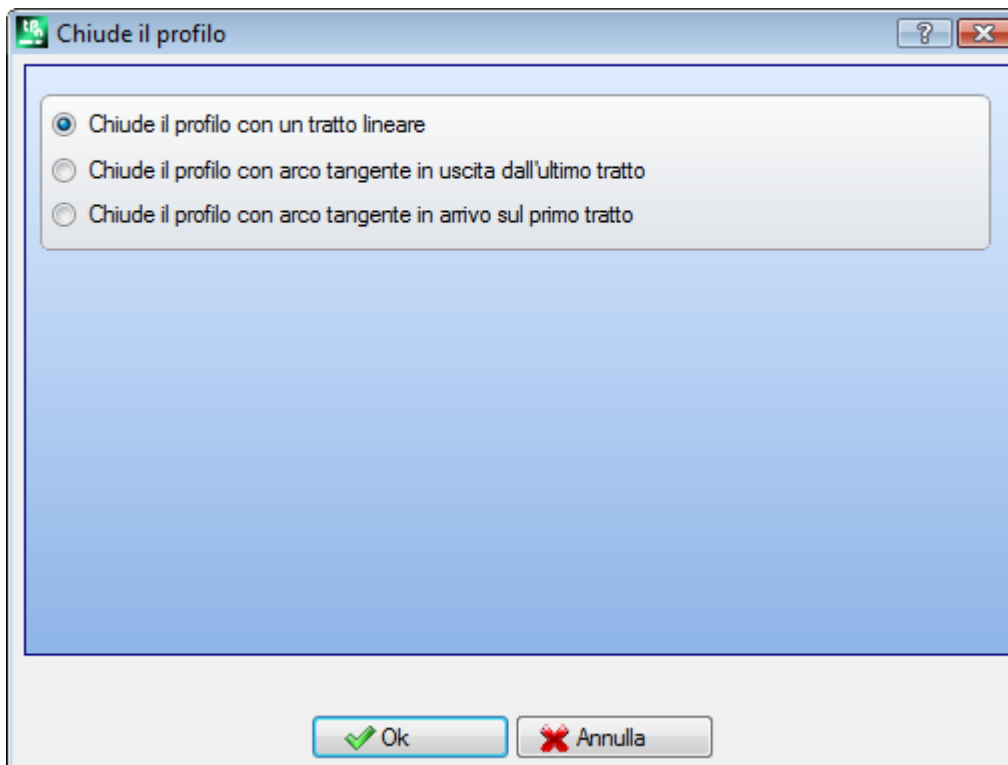 Chiude il profilo
Chiude il profilo con un tratto lineare
Chiude il profilo con arco tangente in uscita dall'ultimo tratto
Chiude il profilo con arco tangente in arrivo sul primo tratto
Ok
Annulla